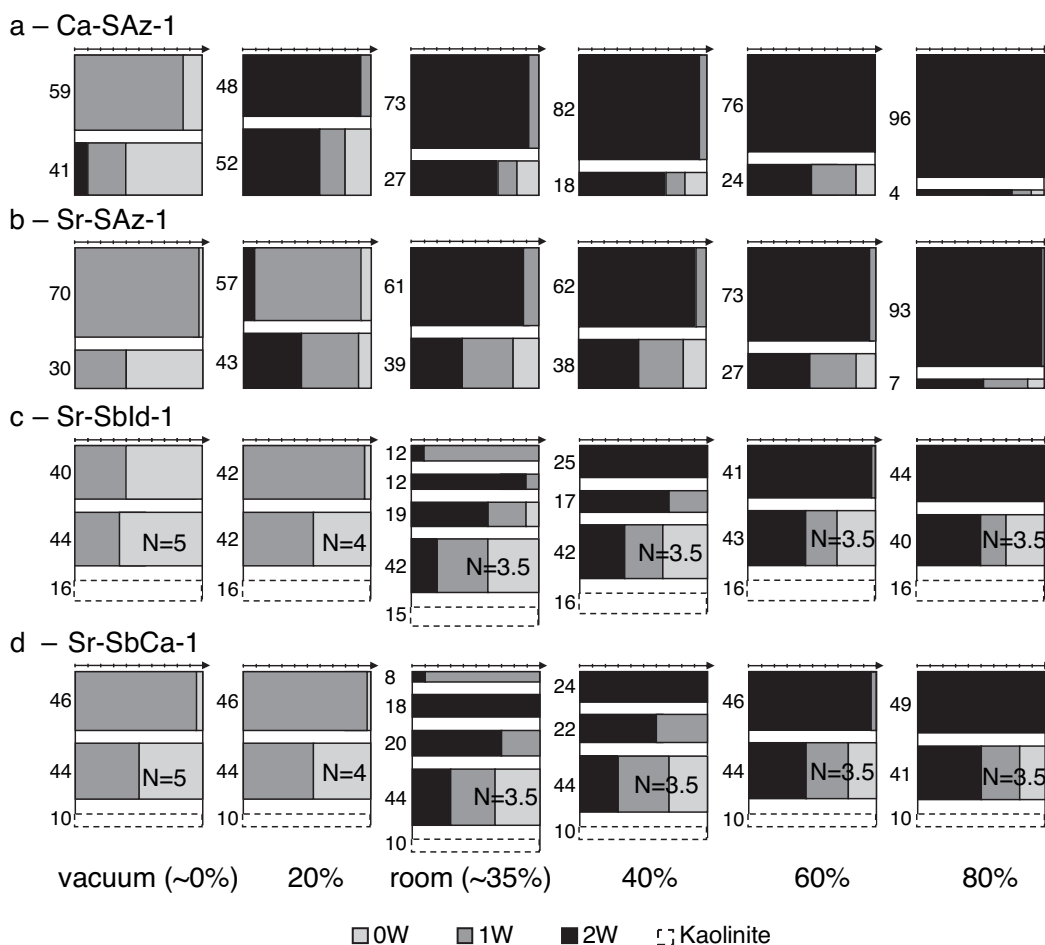 a – Ca-SAz-1
59 48 73 82 76 96
41 52 27 18 24 4
b – Sr-SAz-1
70 57 61 62 73 93
30 43 39 38 27 7
c – Sr-SbId-1
40 42 12 25 41 44
12 17
19
44 N=5 42 N=4 42 N=3.5 42 N=3.5 43 N=3.5 40 N=3.5
16 16 15 16 16 16
d – Sr-SbCa-1
46 46 8 24 46 49
18 22
20
44 N=5 44 N=4 44 N=3.5 44 N=3.5 44 N=3.5 41 N=3.5
10 10 10 10 10 10
vacuum (~0%) 20% room (~35%) 40% 60% 80%
0W 1W 2W Kaolinite